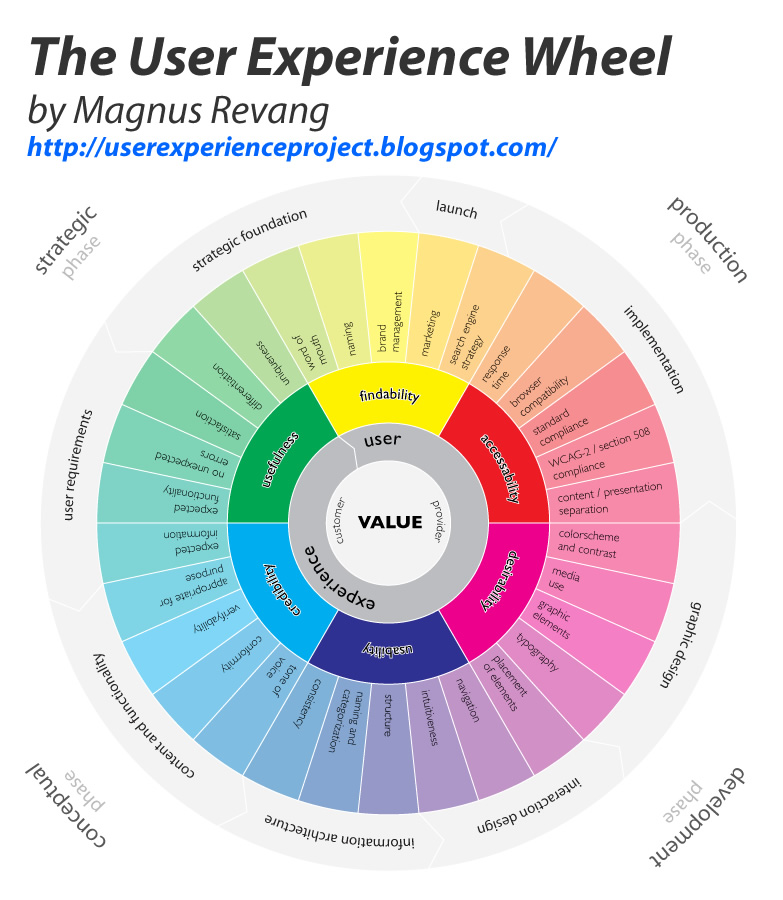 The User Experience Wheel
by Magnus Revang
http://userexperienceproject.blogspot.com/
strategic
phase
production
phase
development
phase
conceptual
phase
strategic foundation
launch
implementation
graphic design
interaction design
information architecture
content and functionality
user requirements
naming
brand
management
marketing
search engine
strategy
response
time
browser
compatibility
standard
compliance
WCAG-2 / section 508
compliance
content / presentation
separation
colorscheme
and contrast
media
use
graphic
elements
typography
placement
of elements
navigation
intuitiveness
structure
naming and
categorization
consistency
tone of
voice
conformity
verifyability
appropriate for
purpose
expected
information
expected
functionality
no unexpected
errors
satisfaction
differentiation
uniqueness
word of
mouth
findability
accessability
desirability
usability
credibility
usefulness
user
experience
customer
VALUE
provider